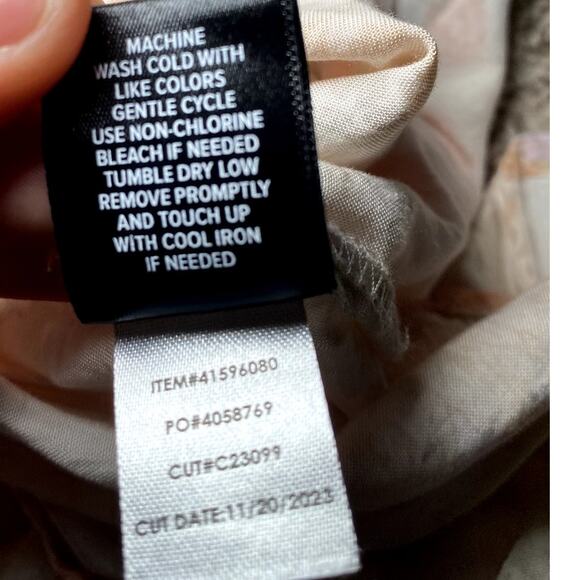 MACHINE
WASH COLD WITH
LIKE COLORS
GENTLE CYCLE
USE NON-CHLORINE
BLEACH IF NEEDED
TUMBLE DRY LOW
REMOVE PROMPTLY
AND TOUCH UP
WITH COOL IRON
IF NEEDED
ITEM#41596080
PO#4058769
CUT#C23099
CUT DATE:11/20/2023